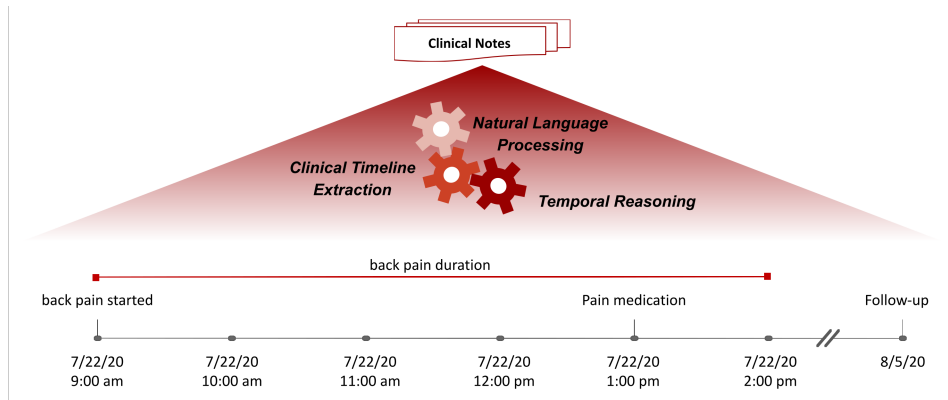 Clinical Notes
Natural Language
Processing
Clinical Timeline
Extraction
Temporal Reasoning
back pain duration
back pain started
Pain medication
Follow-up
7/22/20
9:00 am
7/22/20
10:00 am
7/22/20
11:00 am
7/22/20
12:00 pm
7/22/20
1:00 pm
7/22/20
2:00 pm
8/5/20